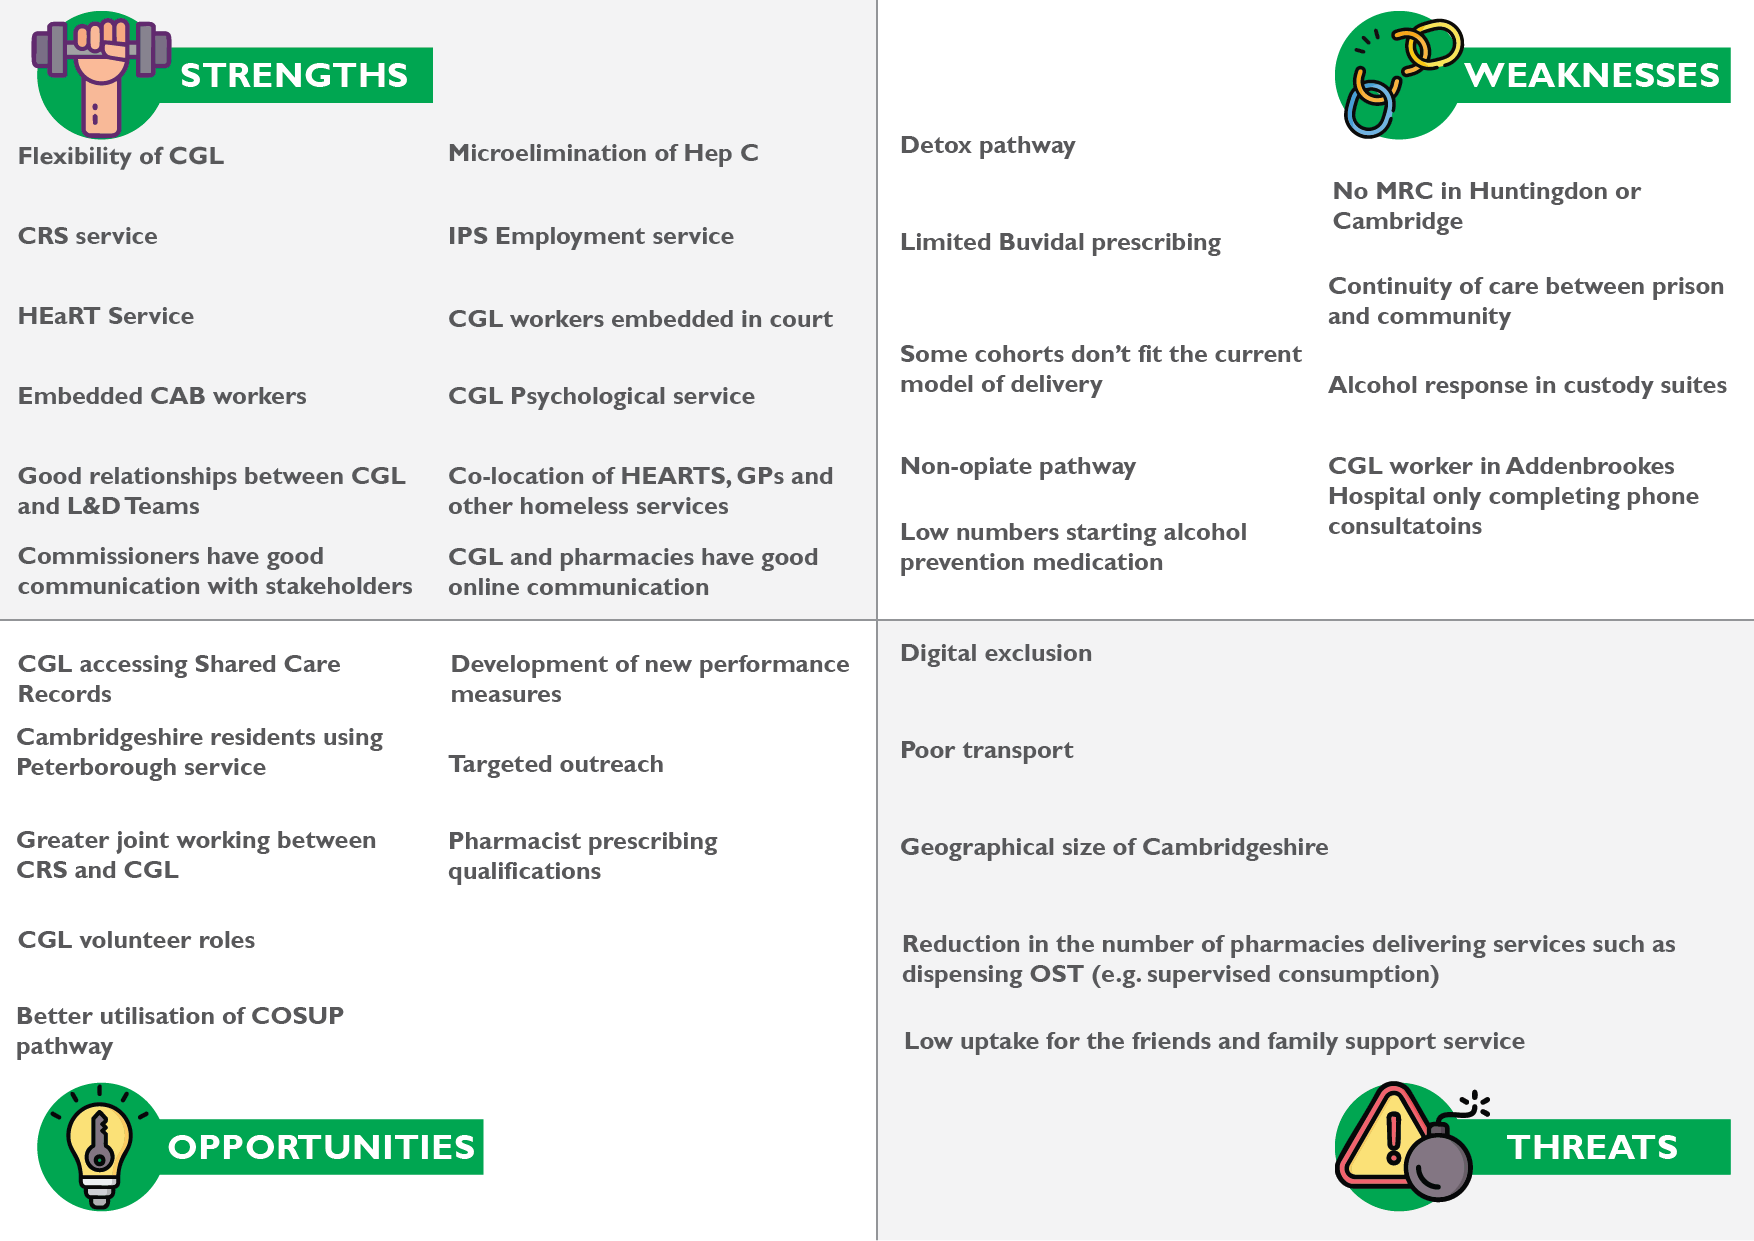 STRENGTHS
Flexibility of CGL
CRS service
HEaRT Service
Embedded CAB workers
Good relationships between CGL
and L&D Teams
Commissioners have good
communication with stakeholders
Microelimination of Hep C
IPS Employment service
CGL workers embedded in court
CGL Psychological service
Co-location of HEARTS, GPs and
other homeless services
CGL and pharmacies have good
online communication
WEAKNESSES
Detox pathway
Limited Buvidal prescribing
Some cohorts don’t fit the current
model of delivery
Non-opiate pathway
Low numbers starting alcohol
prevention medication
No MRC in Huntingdon or
Cambridge
Continuity of care between prison
and community
Alcohol response in custody suites
CGL worker in Addenbrookes
Hospital only completing phone
consultatoins
CGL accessing Shared Care
Records
Cambridgeshire residents using
Peterborough service
Greater joint working between
CRS and CGL
CGL volunteer roles
Better utilisation of COSUP
pathway
Development of new performance
measures
Targeted outreach
Pharmacist prescribing
qualifications
OPPORTUNITIES
Digital exclusion
Poor transport
Geographical size of Cambridgeshire
Reduction in the number of pharmacies delivering services such as
dispensing OST (e.g. supervised consumption)
Low uptake for the friends and family support service
THREATS